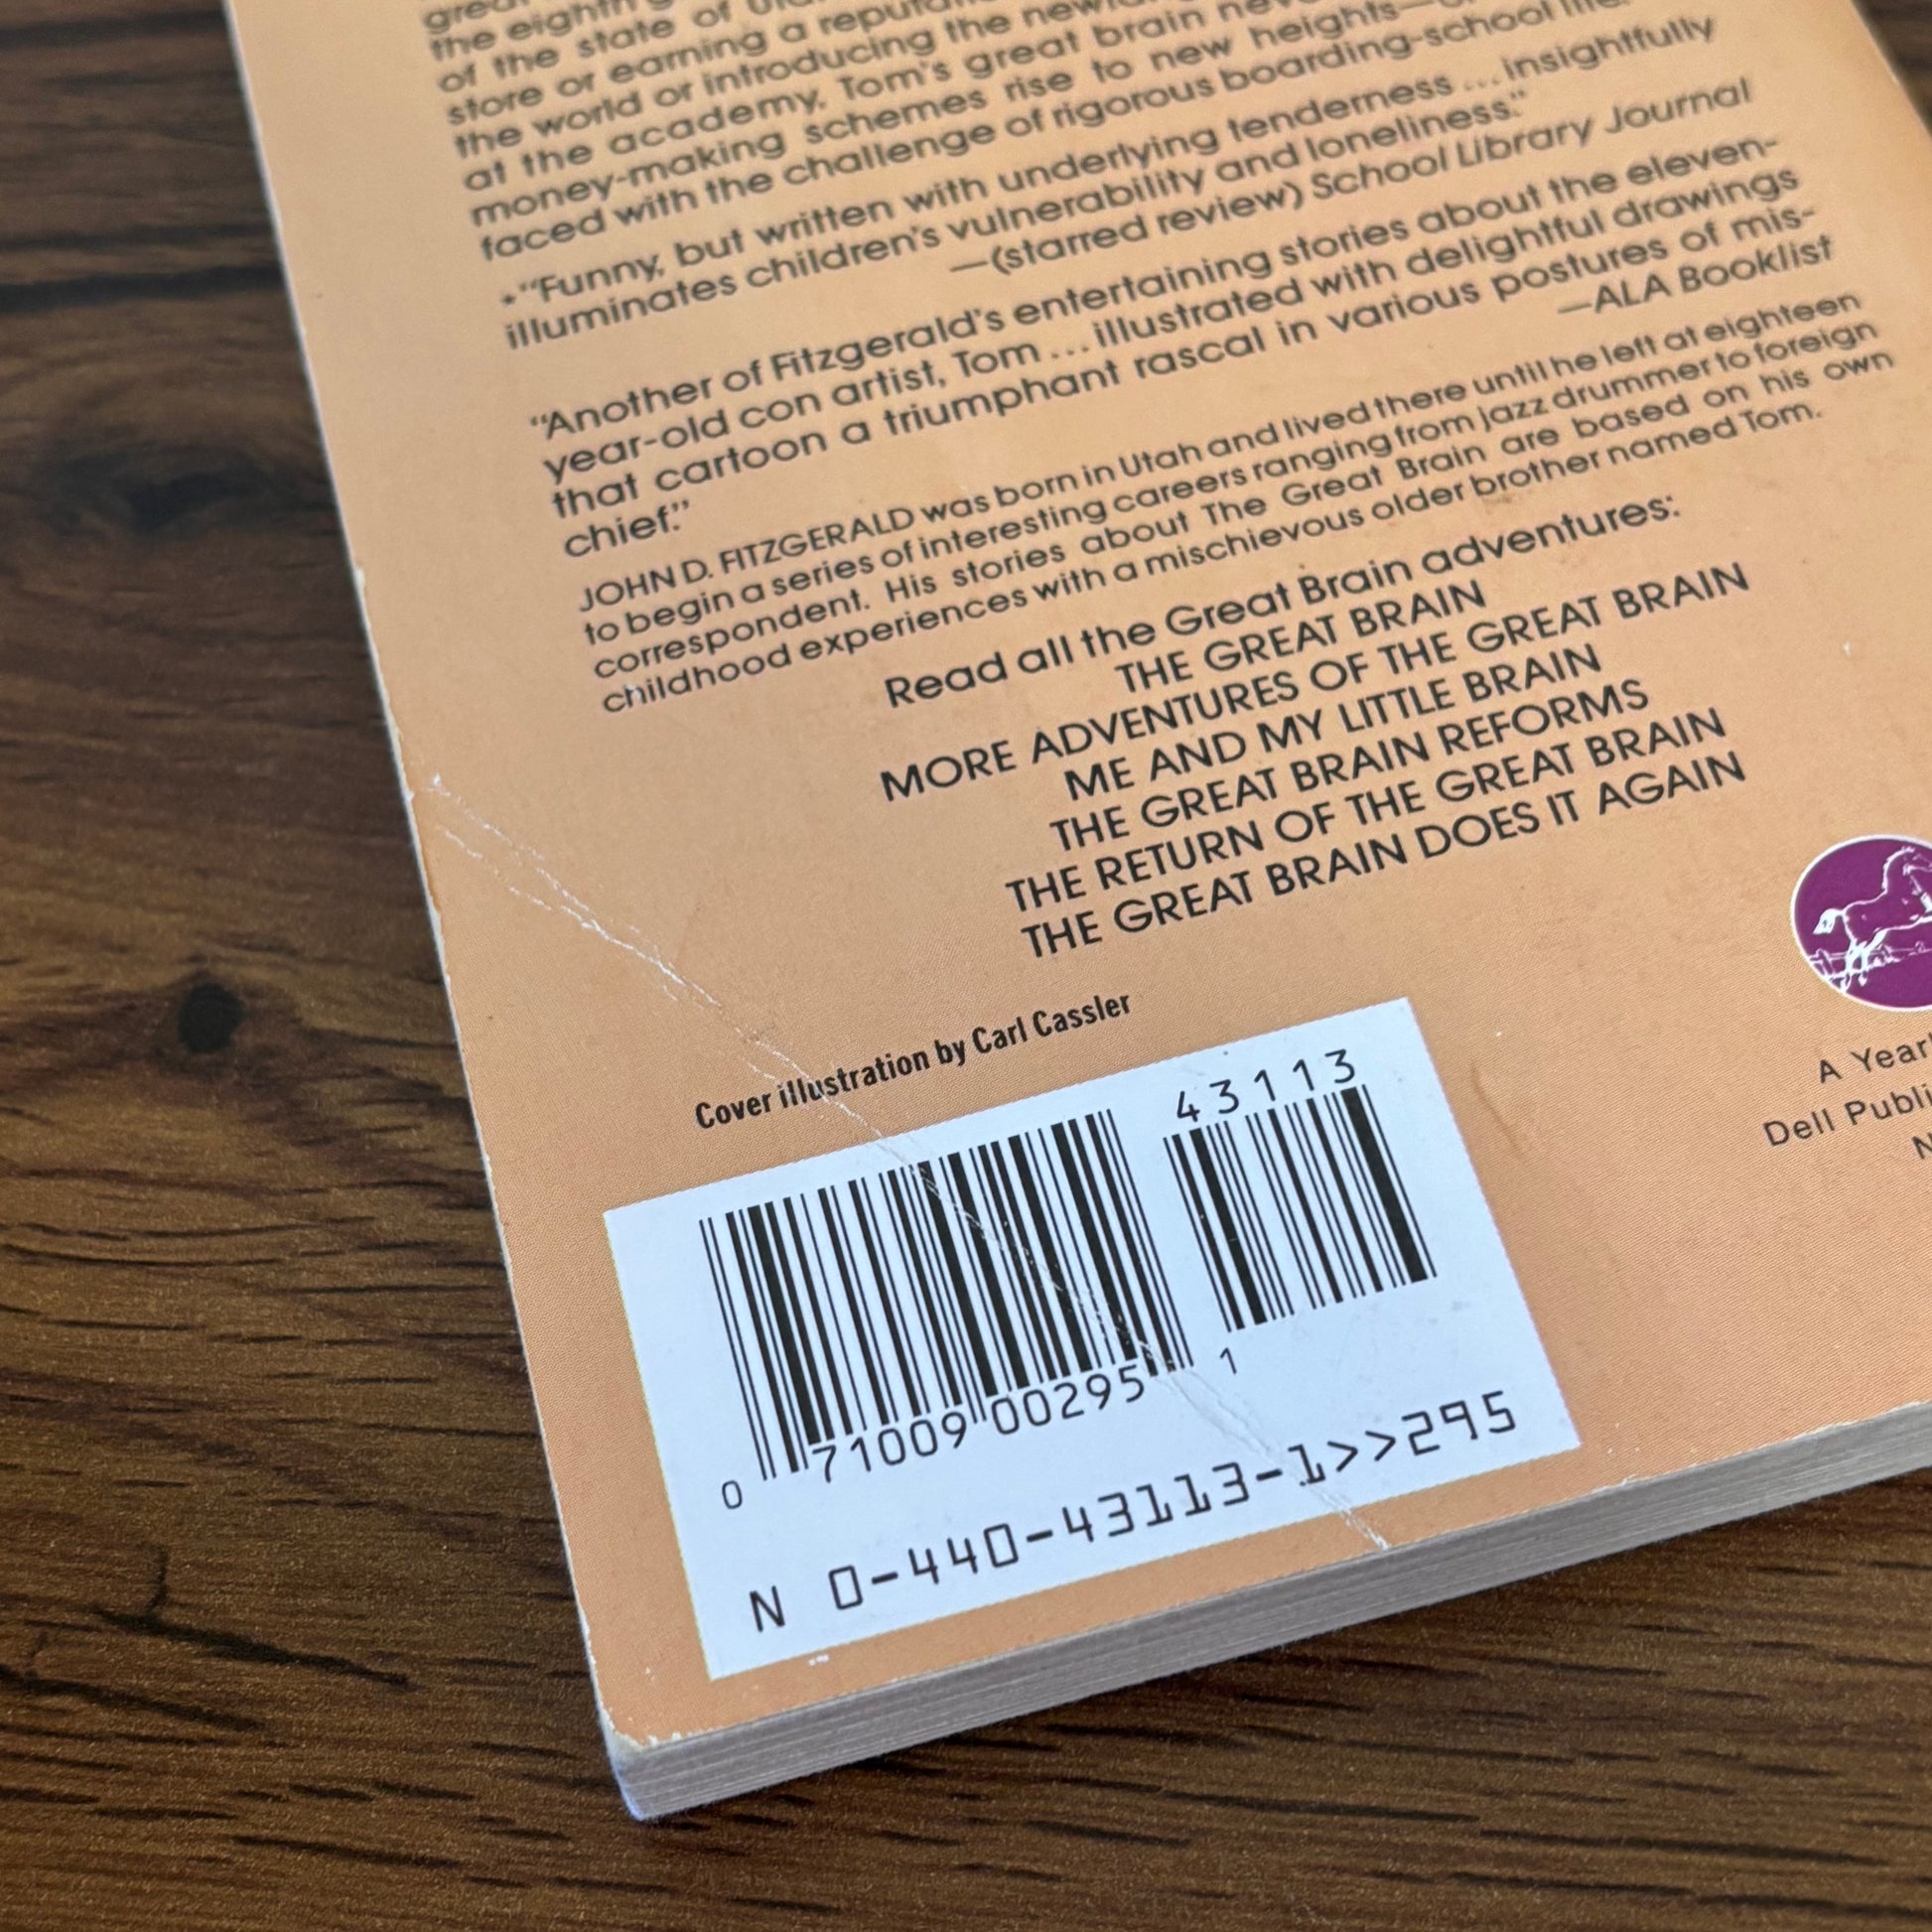 the eighth
of the state of
store or earning a
the world or introducing the
at the academy, Tom's great brain
money-making schemes rise to new heights—
faced with the challenge of rigorous boarding-school life.
*"Funny, but written with underlying tenderness ... insightfully
illuminates children's vulnerability and loneliness."
—(starred review) School Library Journal
"Another of Fitzgerald's entertaining stories about the eleven-
year-old con artist, Tom ... illustrated with delightful drawings
that cartoon a triumphant rascal in various postures of mis-
chief."
—ALA Booklist
JOHN D. FITZGERALD was born in Utah and lived there until he left at eighteen
to begin a series of interesting careers ranging from jazz drummer to foreign
correspondent. His stories about The Great Brain are based on his own
childhood experiences with a mischievous older brother named Tom.
Read all the Great Brain adventures:
THE GREAT BRAIN
MORE ADVENTURES OF THE GREAT BRAIN
ME AND MY LITTLE BRAIN
THE GREAT BRAIN REFORMS
THE RETURN OF THE GREAT BRAIN
THE GREAT BRAIN DOES IT AGAIN
A
Dell
Cover illustration by Carl Cassler
43113
0 71009 00295 1
N 0-440-43113-1>>295